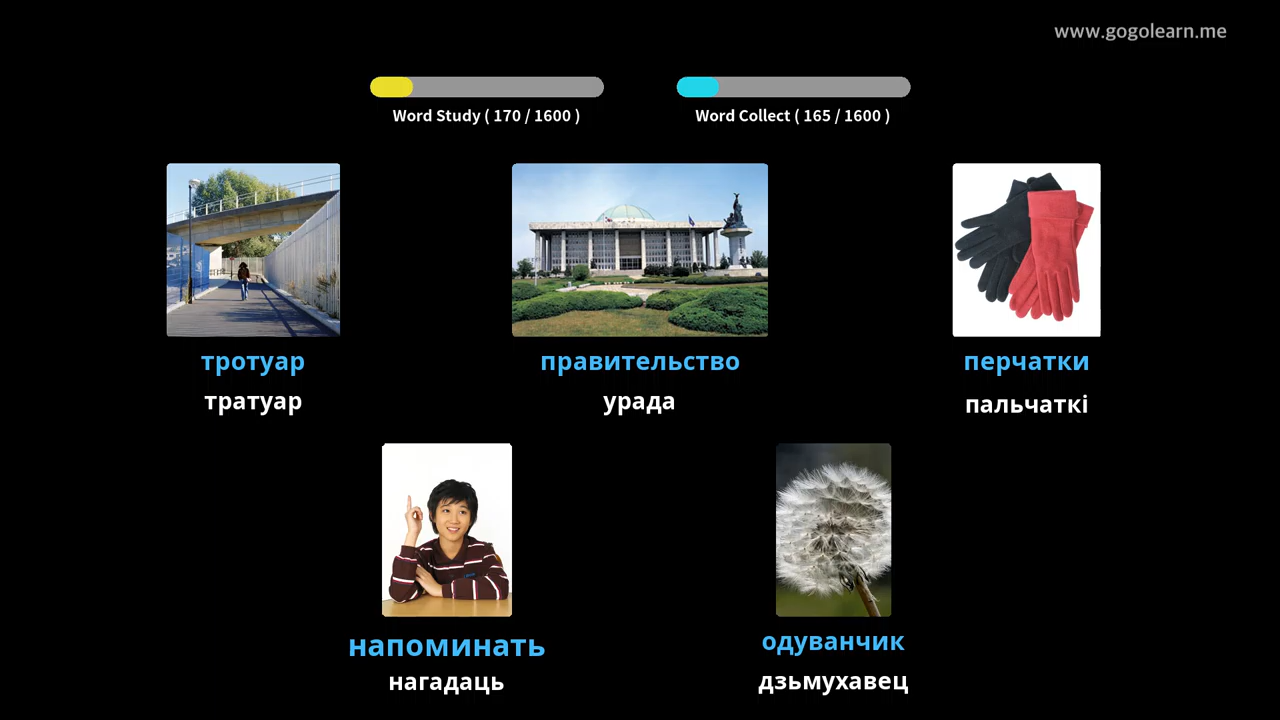 www.gogolearn.me
Word Study ( 170 / 1600 )
Word Collect ( 165 / 1600 )
тротуар
тратуар
правительство
урада
перчатки
пальчаткі
напоминать
нагадаць
одуванчик
дзьмухавец